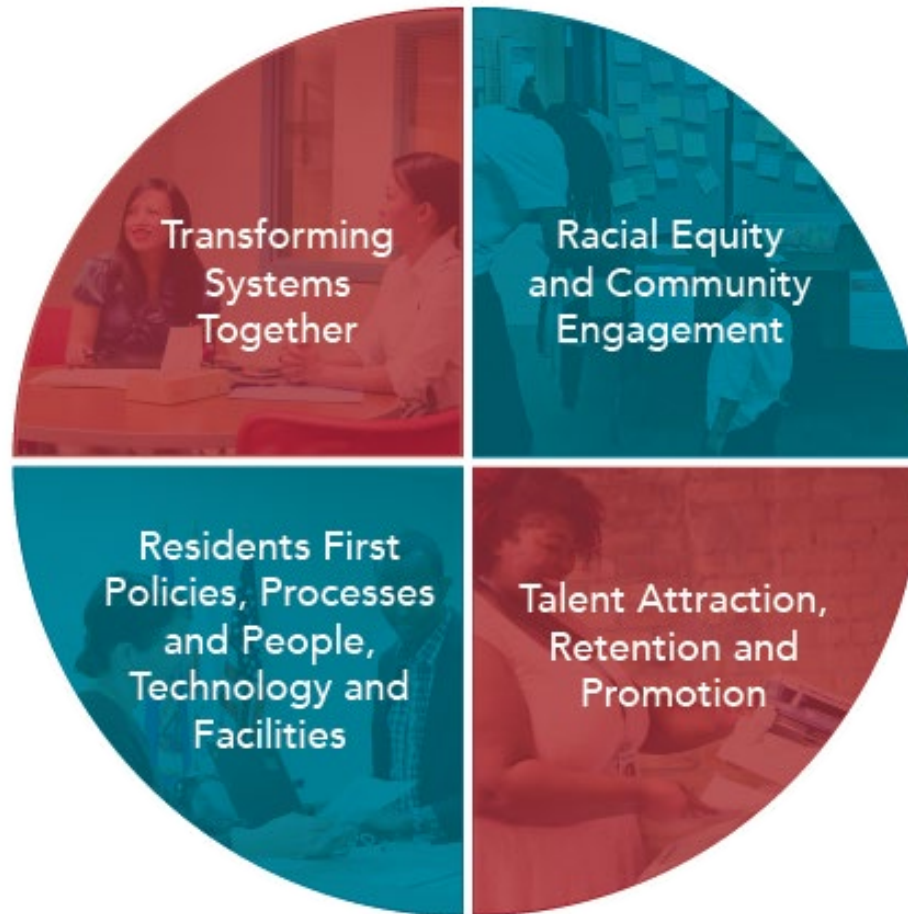 Transforming
Systems
Together
Racial Equity
and Community
Engagement
Residents First
Policies, Processes
and People,
Technology and
Facilities
Talent Attraction,
Retention and
Promotion